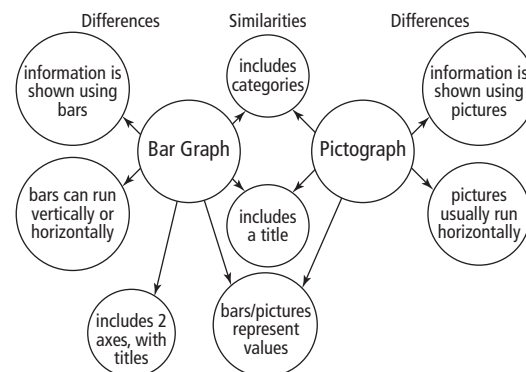 Differences
Similarities
Differences
information is
shown using
bars
includes
categories
information is
shown using
pictures
Bar Graph
Pictograph
bars can run
vertically or
horizontally
includes
a title
pictures
usually run
horizontally
includes 2
axes, with
titles
bars/pictures
represent
values